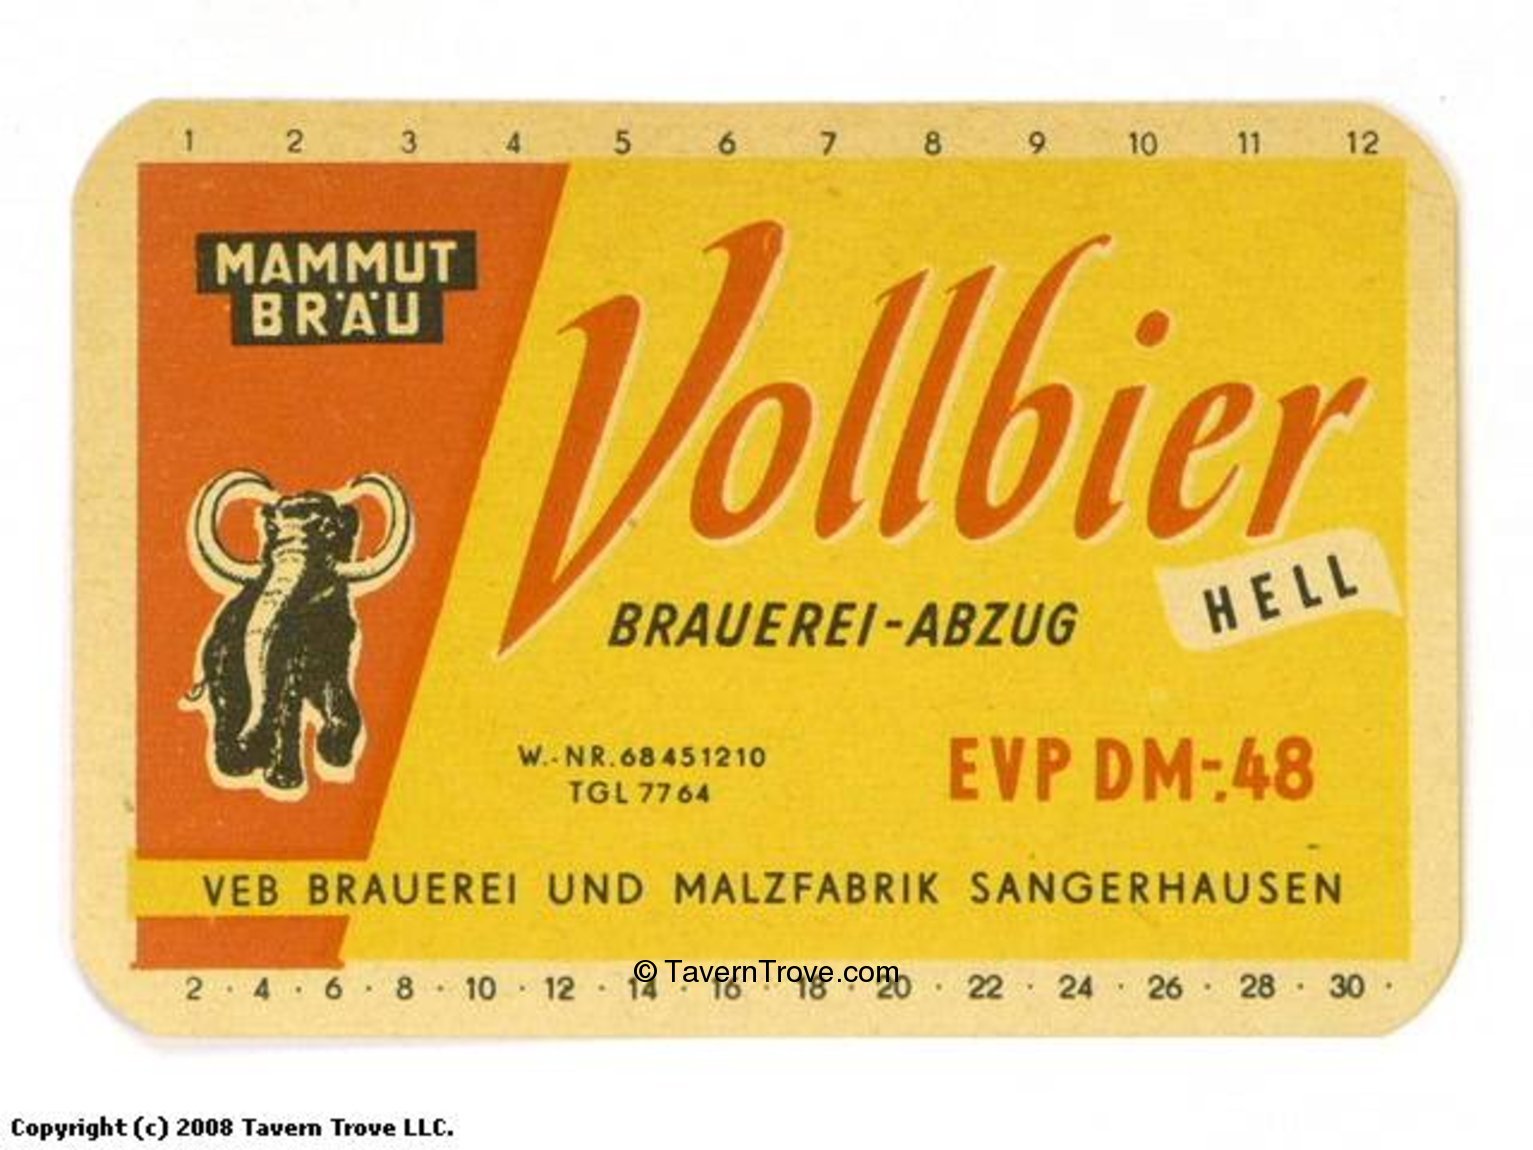 1 2 3 4 5 6 7 8 9 10 11 12
MAMMUT
BRÄU
Vollbier
HELL
BRAUEREI-ABZUG
W.-NR.68451210
TGL 7764
EVP DM-.48
VEB BRAUEREI UND MALZFABRIK SANGERHAUSEN
© TavernTrove.com
2 · 4 · 6 · 8 · 10 · 12 · 14 · 16 · 18 · 20 · 22 · 24 · 26 · 28 · 30 ·
Copyright (c) 2008 Tavern Trove LLC.